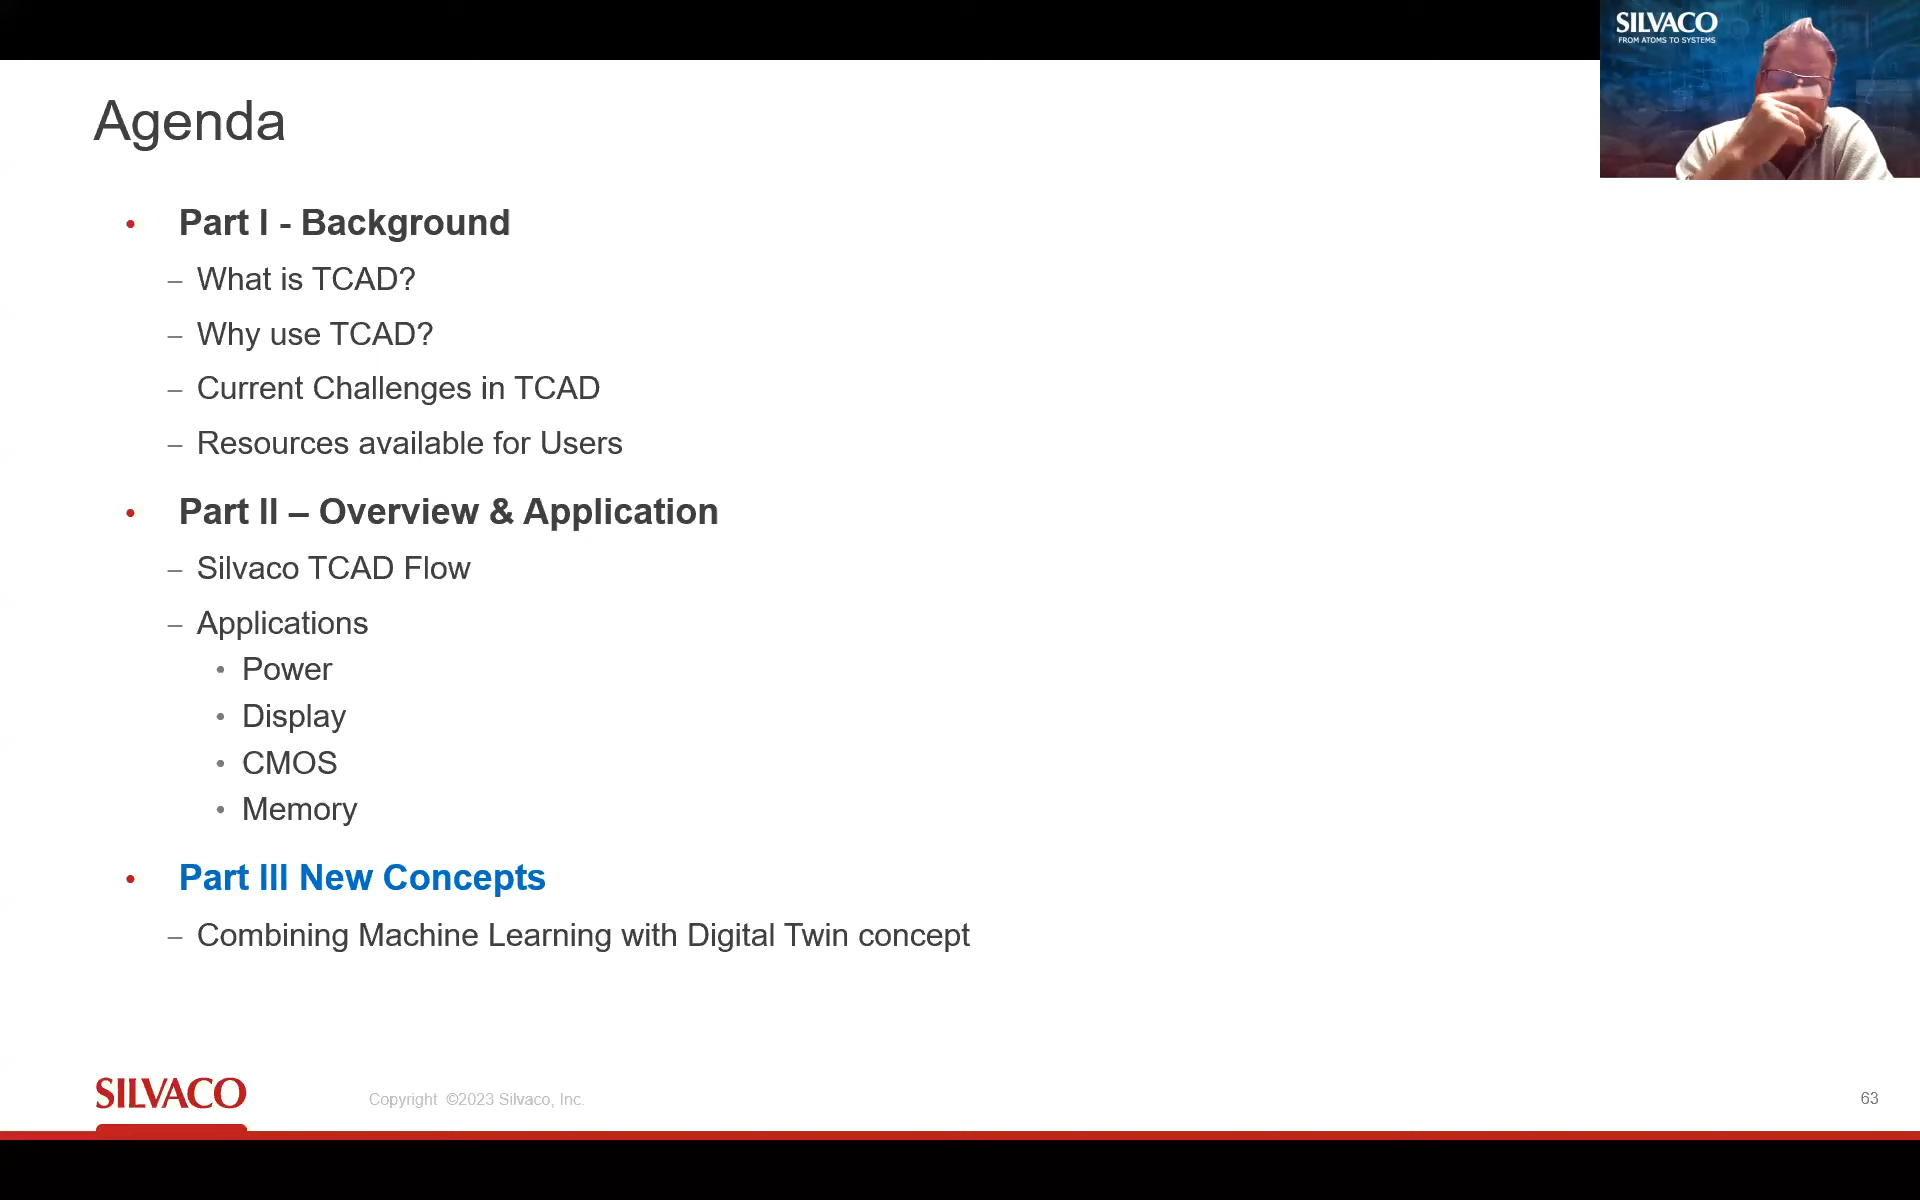 SILVACO
FROM ATOMS TO SYSTEMS
Agenda
• Part I - Background
– What is TCAD?
– Why use TCAD?
– Current Challenges in TCAD
– Resources available for Users
• Part II – Overview & Application
– Silvaco TCAD Flow
– Applications
• Power
• Display
• CMOS
• Memory
• Part III New Concepts
– Combining Machine Learning with Digital Twin concept
SILVACO
Copyright ©2023 Silvaco, Inc.
63